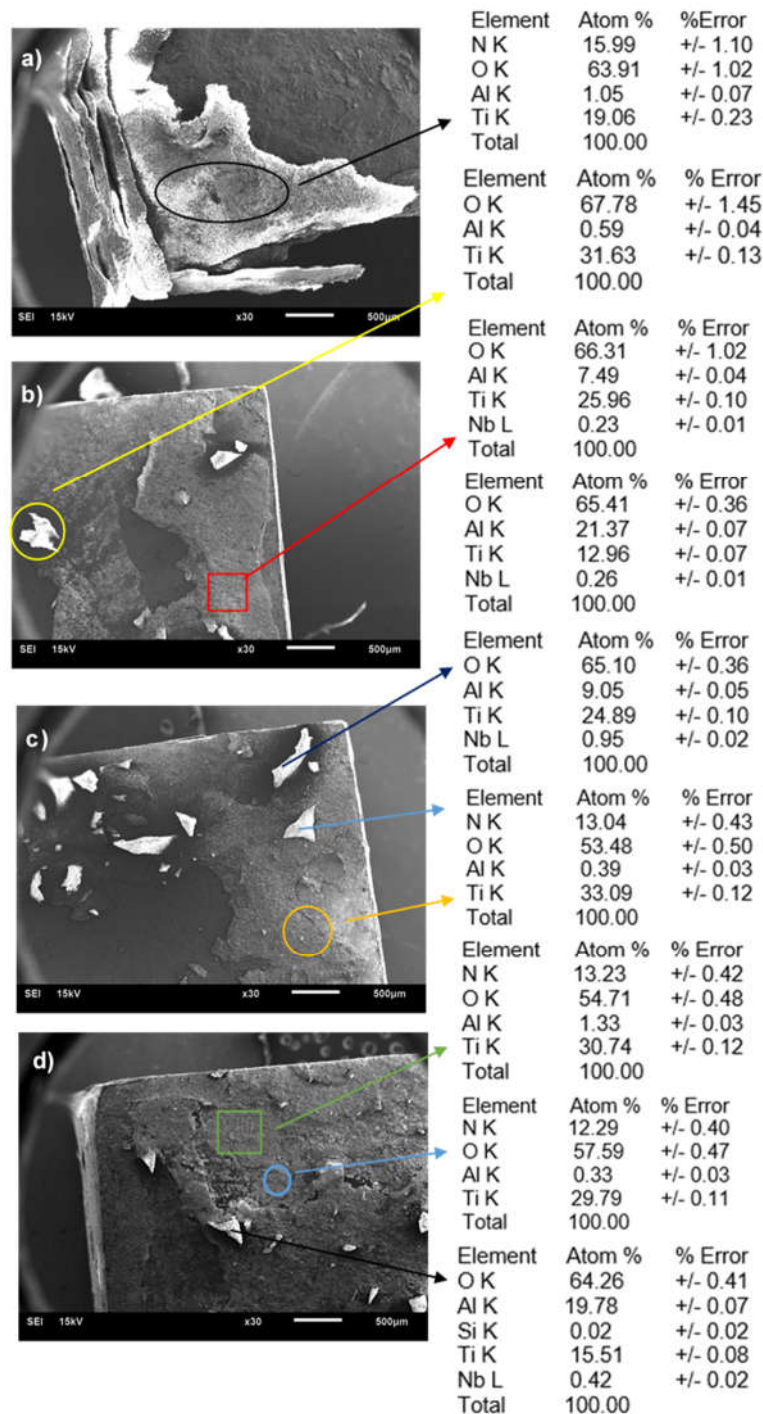 a)
SEI 15kV x30 500µm
b)
SEI 15kV x30 500µm
c)
SEI 15kV x30 500µm
d)
SEI 15kV x30 500µm
Element Atom % %Error
N K 15.99 +/- 1.10
O K 63.91 +/- 1.02
Al K 1.05 +/- 0.07
Ti K 19.06 +/- 0.23
Total 100.00
Element Atom % % Error
O K 67.78 +/- 1.45
Al K 0.59 +/- 0.04
Ti K 31.63 +/- 0.13
Total 100.00
Element Atom % % Error
O K 66.31 +/- 1.02
Al K 7.49 +/- 0.04
Ti K 25.96 +/- 0.10
Nb L 0.23 +/- 0.01
Total 100.00
Element Atom % % Error
O K 65.41 +/- 0.36
Al K 21.37 +/- 0.07
Ti K 12.96 +/- 0.07
Nb L 0.26 +/- 0.01
Total 100.00
Element Atom % % Error
O K 65.10 +/- 0.36
Al K 9.05 +/- 0.05
Ti K 24.89 +/- 0.10
Nb L 0.95 +/- 0.02
Total 100.00
Element Atom % % Error
N K 13.04 +/- 0.43
O K 53.48 +/- 0.50
Al K 0.39 +/- 0.03
Ti K 33.09 +/- 0.12
Total 100.00
Element Atom % % Error
N K 13.23 +/- 0.42
O K 54.71 +/- 0.48
Al K 1.33 +/- 0.03
Ti K 30.74 +/- 0.12
Total 100.00
Element Atom % % Error
N K 12.29 +/- 0.40
O K 57.59 +/- 0.47
Al K 0.33 +/- 0.03
Ti K 29.79 +/- 0.11
Total 100.00
Element Atom % % Error
O K 64.26 +/- 0.41
Al K 19.78 +/- 0.07
Si K 0.02 +/- 0.02
Ti K 15.51 +/- 0.08
Nb L 0.42 +/- 0.02
Total 100.00